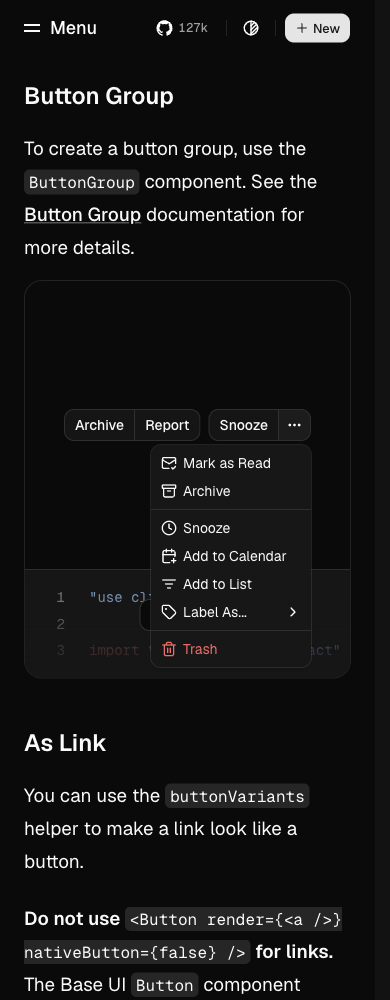 Menu 127k + New
Button Group
To create a button group, use the
ButtonGroup component. See the
Button Group documentation for
more details.
Archive Report Snooze ···
Mark as Read
Archive
Snooze
Add to Calendar
Add to List
Label As...
Trash
1 "use cli
2
3 import act"
As Link
You can use the buttonVariants
helper to make a link look like a
button.
Do not use <Button render={<a />}
nativeButton={false} /> for links.
The Base UI Button component